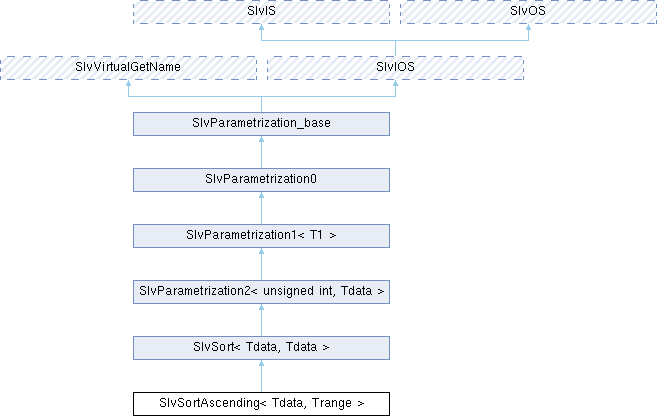 SlvIS
SlvOS
SlvVirtualGetName
SlvIOS
SlvParametrization_base
SlvParametrization0
SlvParametrization1< T1 >
SlvParametrization2< unsigned int, Tdata >
SlvSort< Tdata, Tdata >
SlvSortAscending< Tdata, Trange >